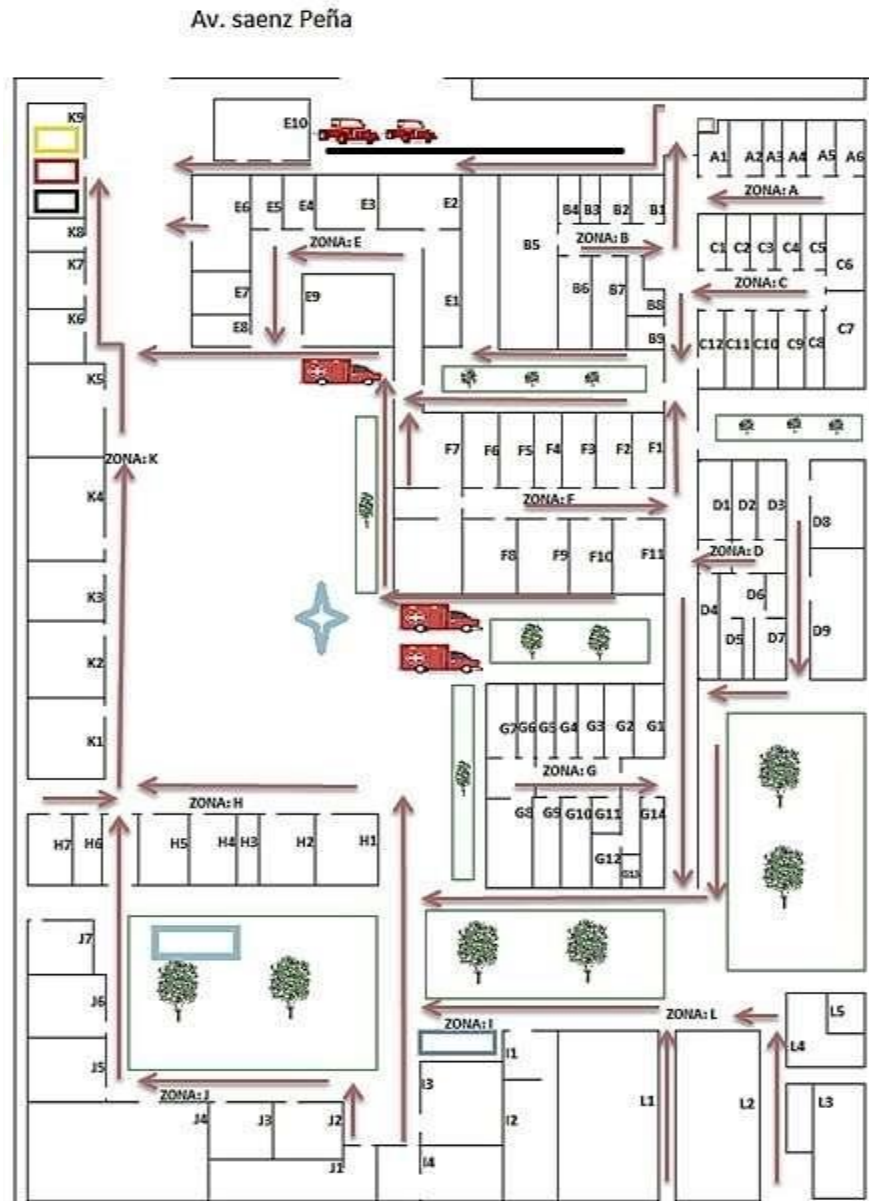 Av. saenz Peña
K9
E10
A1 A2 A3 A4 A5 A6
ZONA: A
E6 E5 E4 E3 E2
B4 B3 B2 B1
K8
ZONA: E
B5
ZONA: B
C1 C2 C3 C4 C5 C6
K7
E7
E9
E1
B6 B7
B8
ZONA: C
K6
E8
B9
C12 C11 C10 C9 C8 C7
K5
ZONA: K
F7 F6 F5 F4 F3 F2 F1
K4
ZONA: F
D1 D2 D3
D8
F8 F9 F10 F11
ZONA: D
K3
D4
D6
D5
D7
D9
K2
K1
G7 G6 G5 G4 G3 G2 G1
ZONA: G
ZONA: H
G8 G9 G10 G11 G14
H7 H6 H5 H4 H3 H2 H1
G12
G13
J7
J6
ZONA: I
ZONA: L
L5
L4
J5
I1
ZONA: J
I3
J4 J3 J2
I2
L1
L2
L3
J1
I4